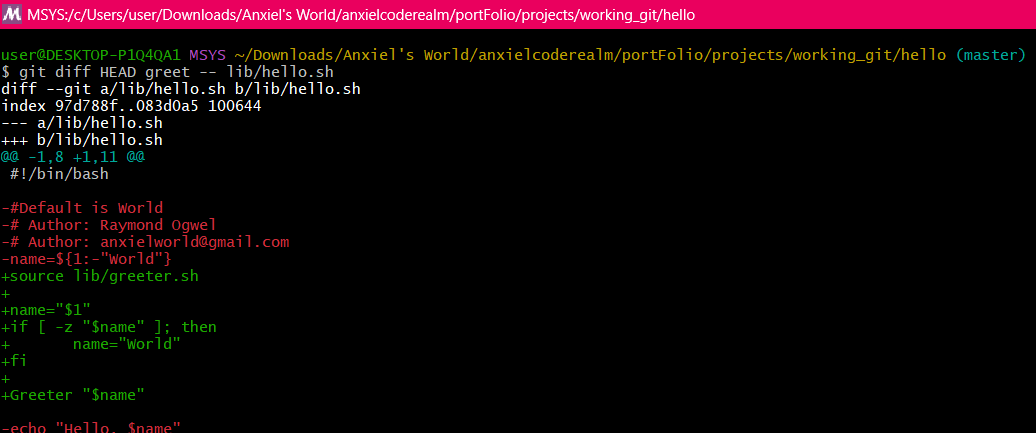 M MSYS:/c/Users/user/Downloads/Anxiel's World/anxielcoderealm/portFolio/projects/working_git/hello
user@DESKTOP-P1Q4QA1 MSYS ~/Downloads/Anxiel's World/anxielcoderealm/portFolio/projects/working_git/hello (master)
$ git diff HEAD greet -- lib/hello.sh
diff --git a/lib/hello.sh b/lib/hello.sh
index 97d788f..083d0a5 100644
--- a/lib/hello.sh
+++ b/lib/hello.sh
@@ -1,8 +1,11 @@
 #!/bin/bash
-#Default is World
-# Author: Raymond Ogwel
-# Author: anxielworld@gmail.com
-name=${1:-"World"}
+source lib/greeter.sh
+
+name="$1"
+if [ -z "$name" ]; then
+       name="World"
+fi
+
+Greeter "$name"
-echo "Hello, $name"